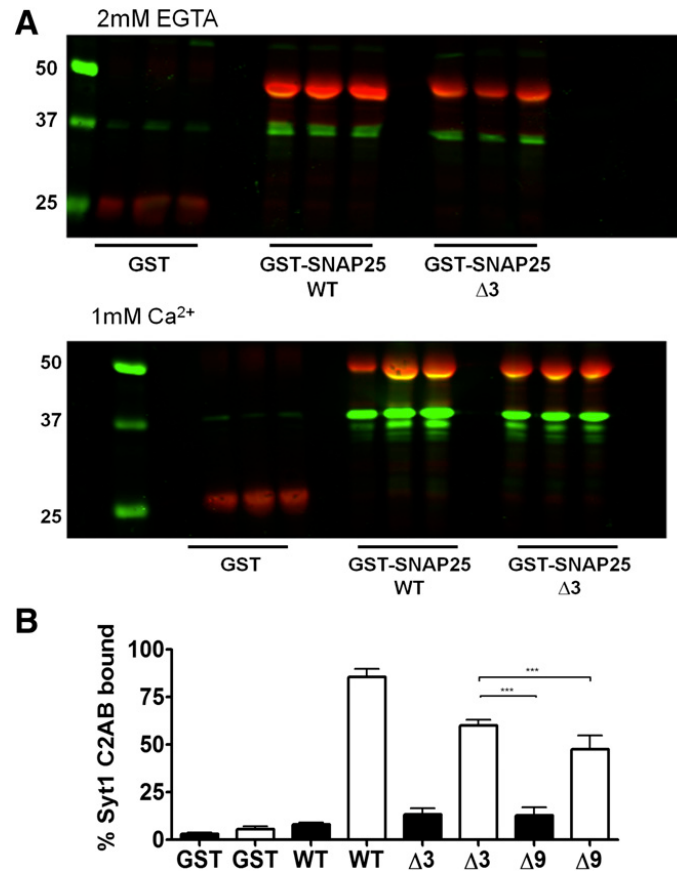 A
2mM EGTA
50
37
25
GST
GST-SNAP25
WT
GST-SNAP25
Δ3
1mM Ca²⁺
50
37
25
GST
GST-SNAP25
WT
GST-SNAP25
Δ3
B
% Syt1 C2AB bound
100
75
50
25
0
***
***
GST GST WT WT Δ3 Δ3 Δ9 Δ9